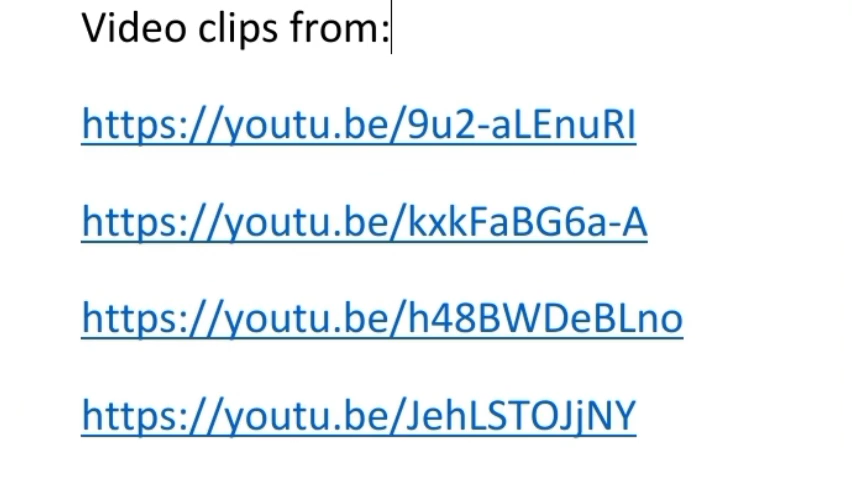 Video clips from:
https://youtu.be/9u2-aLEnuRI
https://youtu.be/kxkFaBG6a-A
https://youtu.be/h48BWDeBLno
https://youtu.be/JehLSTOJjNY